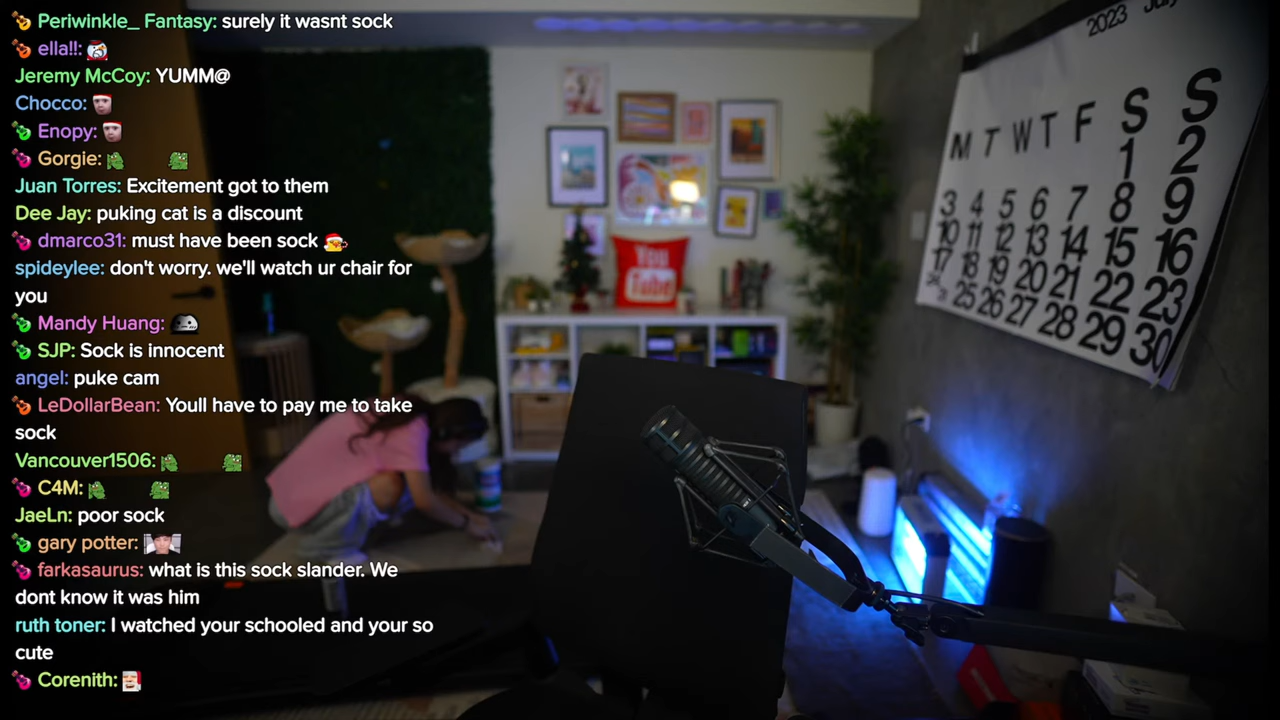 Periwinkle_ Fantasy: surely it wasnt sock
ella!!:
Jeremy McCoy: YUMM@
Chocco:
Enopy:
Gorgie:
Juan Torres: Excitement got to them
Dee Jay: puking cat is a discount
dmarco31: must have been sock
spideylee: don't worry. we'll watch ur chair for
you
Mandy Huang:
SJP: Sock is innocent
angel: puke cam
LeDollarBean: Youll have to pay me to take
sock
Vancouver1506:
C4M:
JaeLn: poor sock
gary potter:
farkasaurus: what is this sock slander. We
dont know it was him
ruth toner: I watched your schooled and your so
cute
Corenith:
You
Tube
2023 July
M T W T F S S
1 2
3 4 5 6 7 8 9
10 11 12 13 14 15 16
17 18 19 20 21 22 23
25 26 27 28 29 30